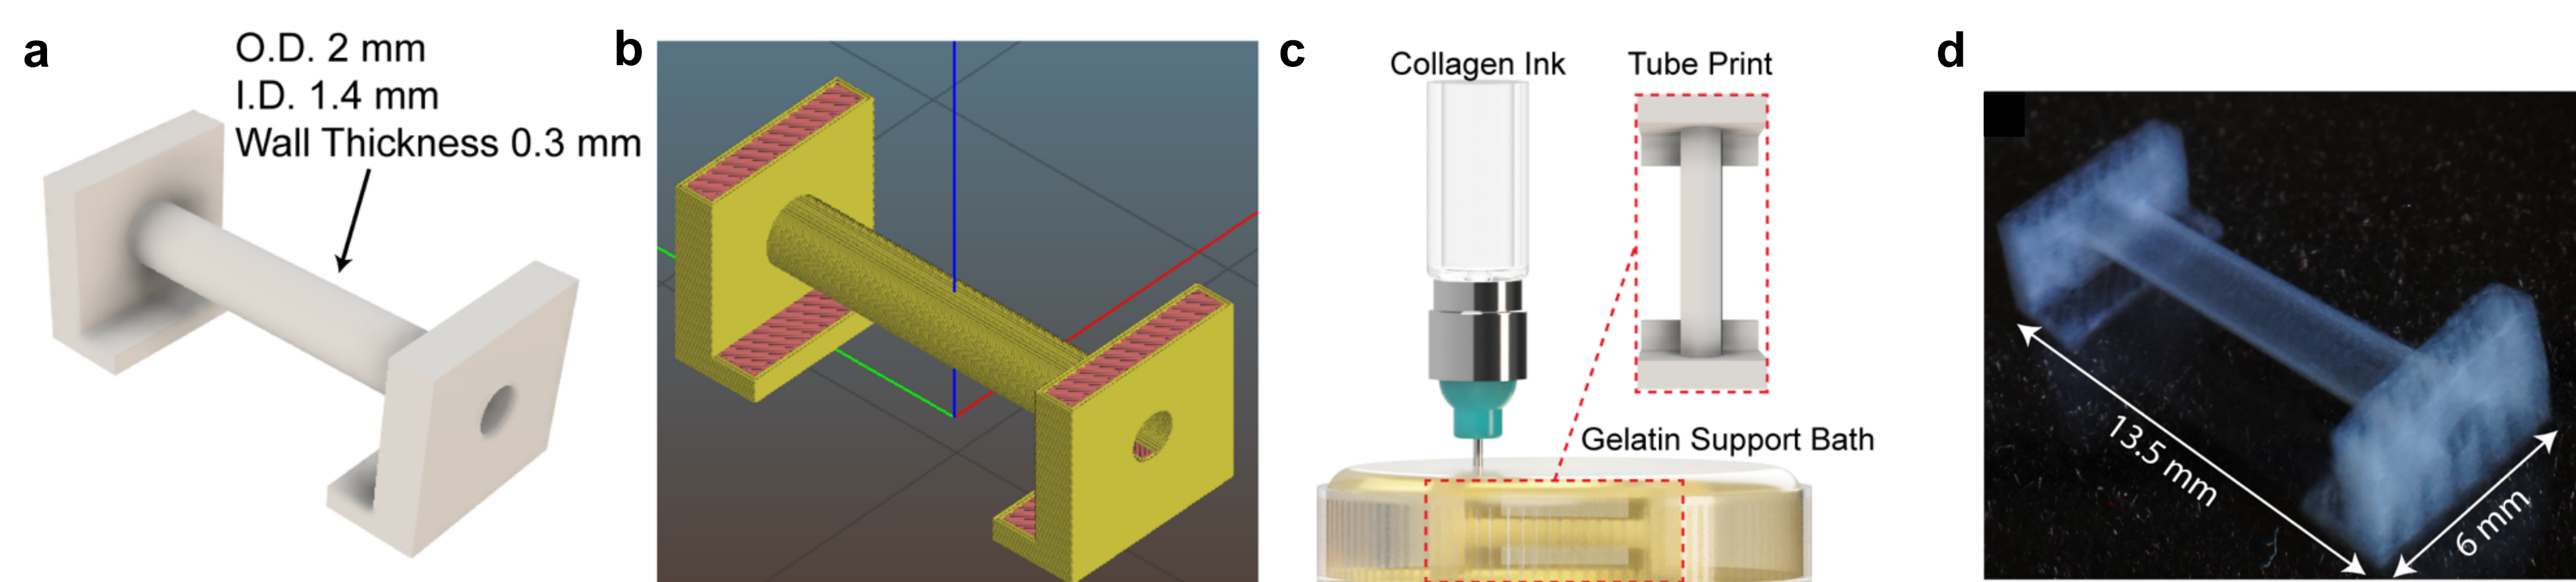 a
O.D. 2 mm
I.D. 1.4 mm
Wall Thickness 0.3 mm
b
c
Collagen Ink
Tube Print
Gelatin Support Bath
d
13.5 mm
6 mm